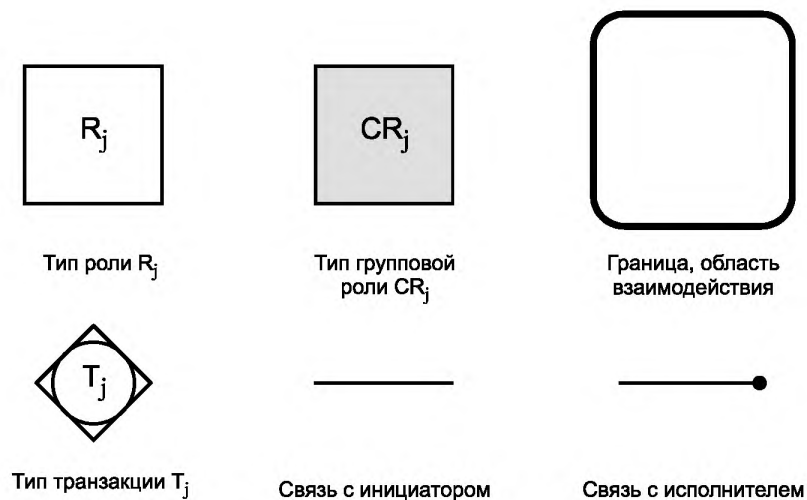 Rj
CRj
Тип роли Rj
Тип групповой
роли CRj
Граница, область
взаимодействия
Tj
Тип транзакции Tj
Связь с инициатором
Связь с исполнителем